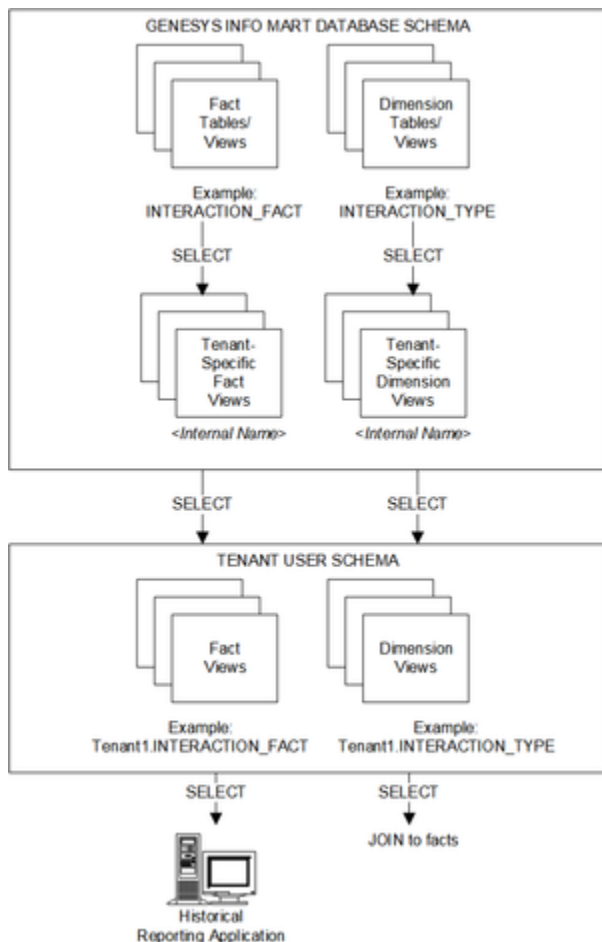 GENESYS INFO MART DATABASE SCHEMA
Fact
Tables/
Views
Dimension
Tables/
Views
Example:
INTERACTION_FACT
Example:
INTERACTION_TYPE
SELECT
SELECT
Tenant-
Specific
Fact
Views
Tenant-
Specific
Dimension
Views
<Internal Name>
<Internal Name>
SELECT
SELECT
TENANT USER SCHEMA
Fact
Views
Dimension
Views
Example:
Tenant1.INTERACTION_FACT
Example:
Tenant1.INTERACTION_TYPE
SELECT
SELECT
JOIN to facts
Historical
Reporting Application